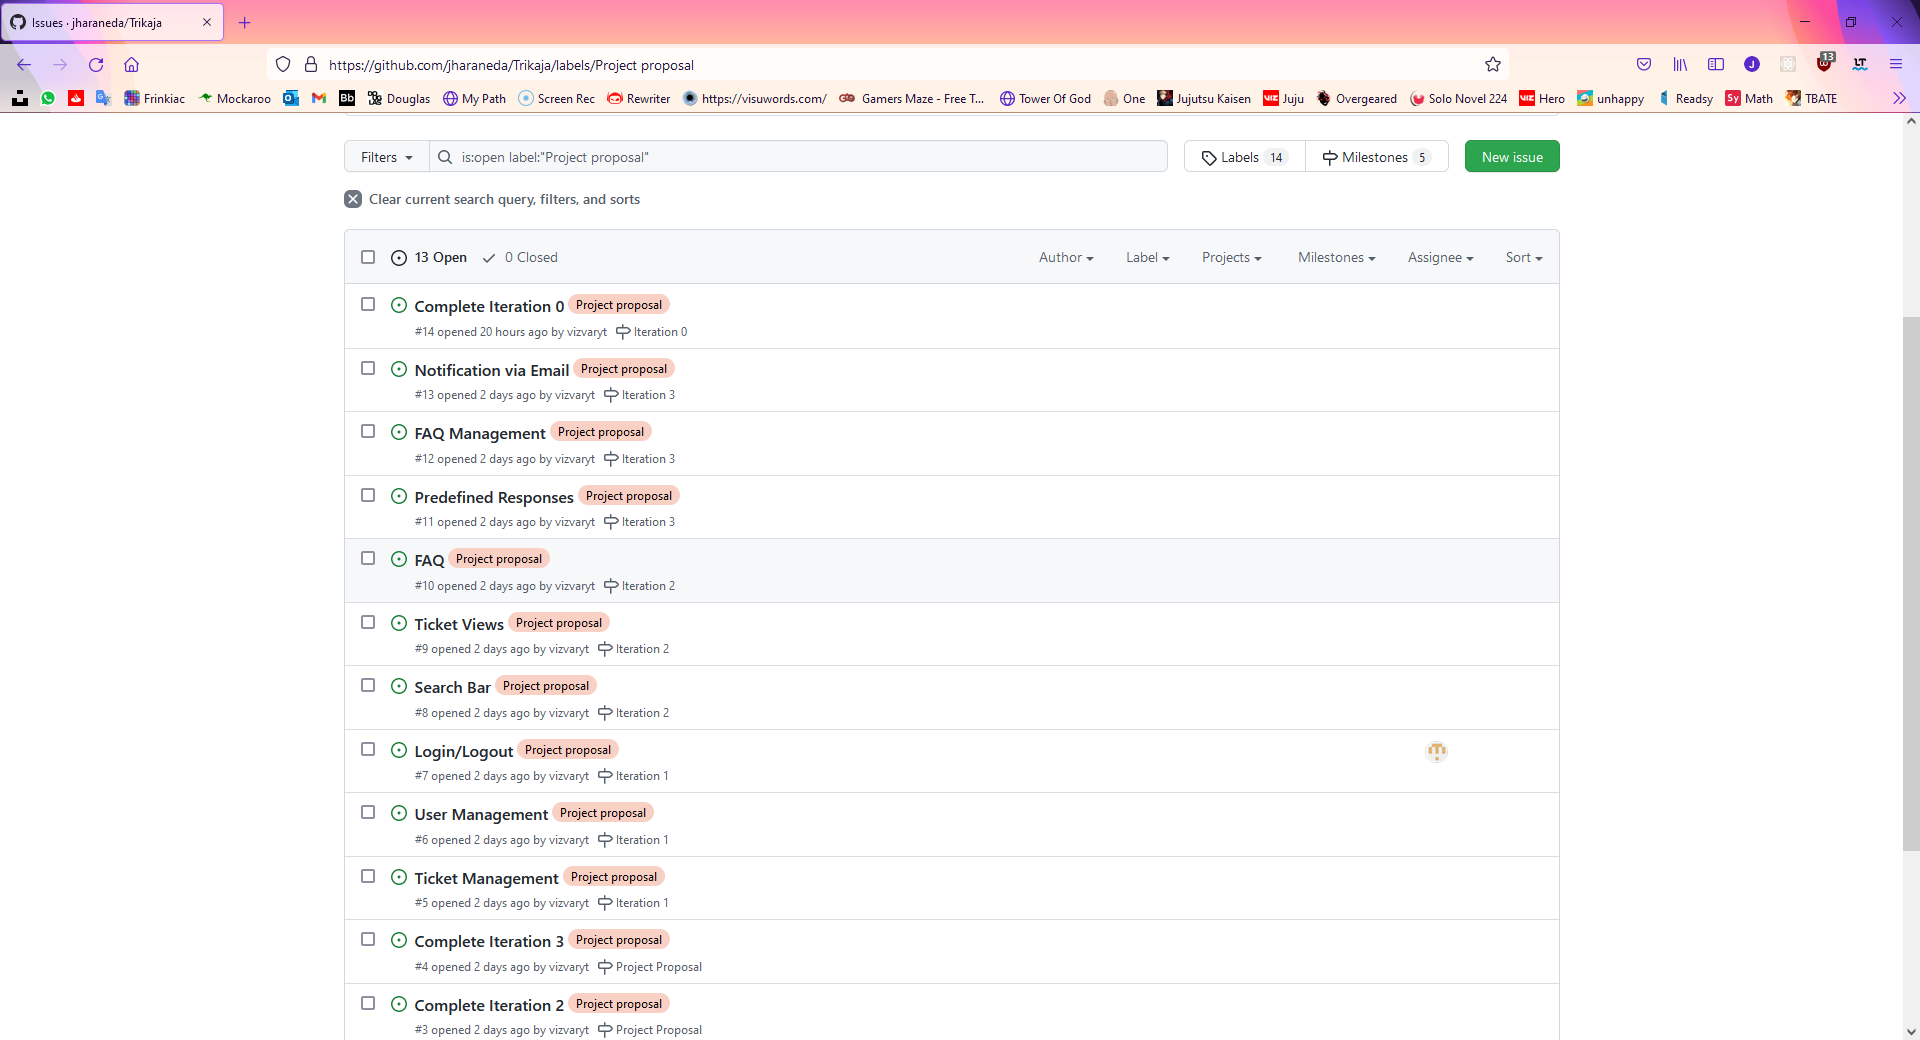 Issues · jharaneda/Trikaja
https://github.com/jharaneda/Trikaja/labels/Project proposal
13
Frinkiac Mockaroo Douglas My Path Screen Rec Rewriter https://visuwords.com/ Gamers Maze - Free T... Tower Of God One Jujutsu Kaisen Juju Overgeared Solo Novel 224 Hero unhappy Readsy Math TBATE
Filters is:open label:"Project proposal" Labels 14 Milestones 5 New issue
Clear current search query, filters, and sorts
13 Open 0 Closed Author Label Projects Milestones Assignee Sort
Complete Iteration 0 Project proposal
#14 opened 20 hours ago by vizvaryt Iteration 0
Notification via Email Project proposal
#13 opened 2 days ago by vizvaryt Iteration 3
FAQ Management Project proposal
#12 opened 2 days ago by vizvaryt Iteration 3
Predefined Responses Project proposal
#11 opened 2 days ago by vizvaryt Iteration 3
FAQ Project proposal
#10 opened 2 days ago by vizvaryt Iteration 2
Ticket Views Project proposal
#9 opened 2 days ago by vizvaryt Iteration 2
Search Bar Project proposal
#8 opened 2 days ago by vizvaryt Iteration 2
Login/Logout Project proposal
#7 opened 2 days ago by vizvaryt Iteration 1
User Management Project proposal
#6 opened 2 days ago by vizvaryt Iteration 1
Ticket Management Project proposal
#5 opened 2 days ago by vizvaryt Iteration 1
Complete Iteration 3 Project proposal
#4 opened 2 days ago by vizvaryt Project Proposal
Complete Iteration 2 Project proposal
#3 opened 2 days ago by vizvaryt Project Proposal